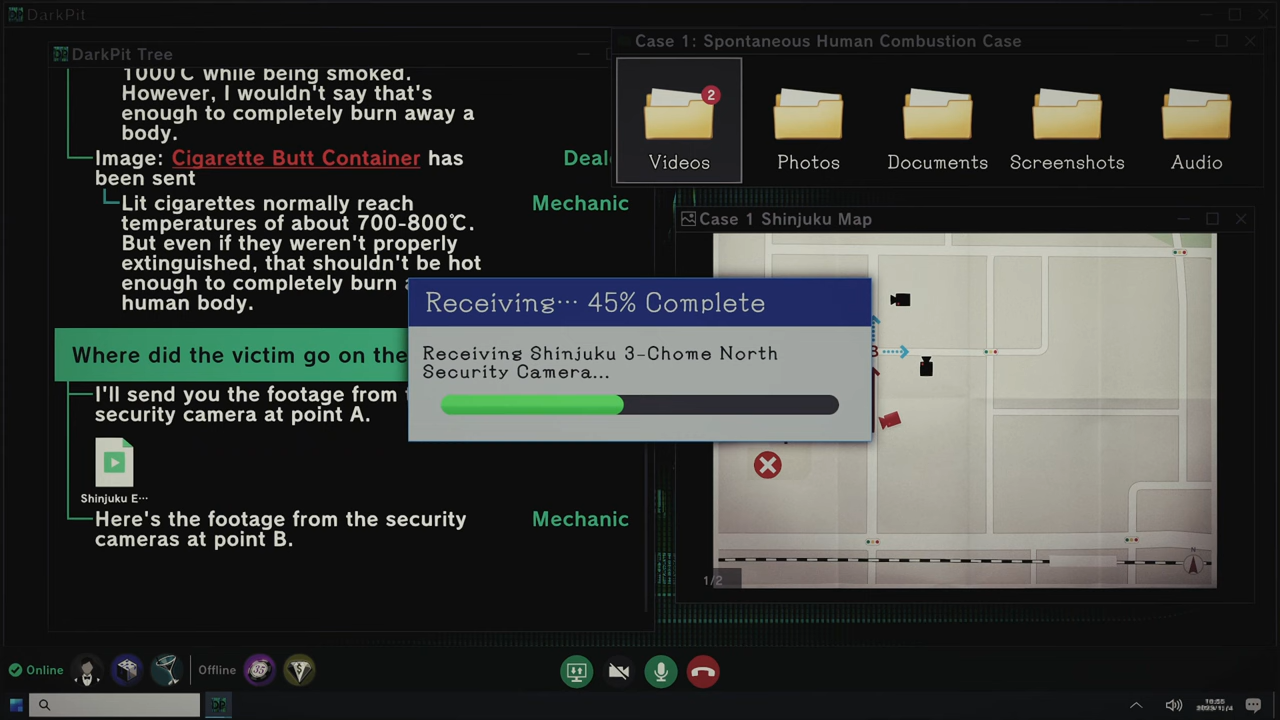 DarkPit
DarkPit Tree
1000℃ while being smoked.
However, I wouldn't say that's
enough to completely burn away a
body.
Image: Cigarette Butt Container has
been sent
Lit cigarettes normally reach
Mechanic
temperatures of about 700-800℃.
But even if they weren't properly
extinguished, that shouldn't be hot
enough to completely burn
human body.
Where did the victim go on the
I'll send you the footage from
security camera at point A.
Shinjuku E…
Here's the footage from the security
Mechanic
cameras at point B.
Case 1: Spontaneous Human Combustion Case
2
Videos
Photos
Documents
Screenshots
Audio
Case 1 Shinjuku Map
N
1/2
Receiving… 45% Complete
Receiving Shinjuku 3-Chome North
Security Camera...
Online
Offline